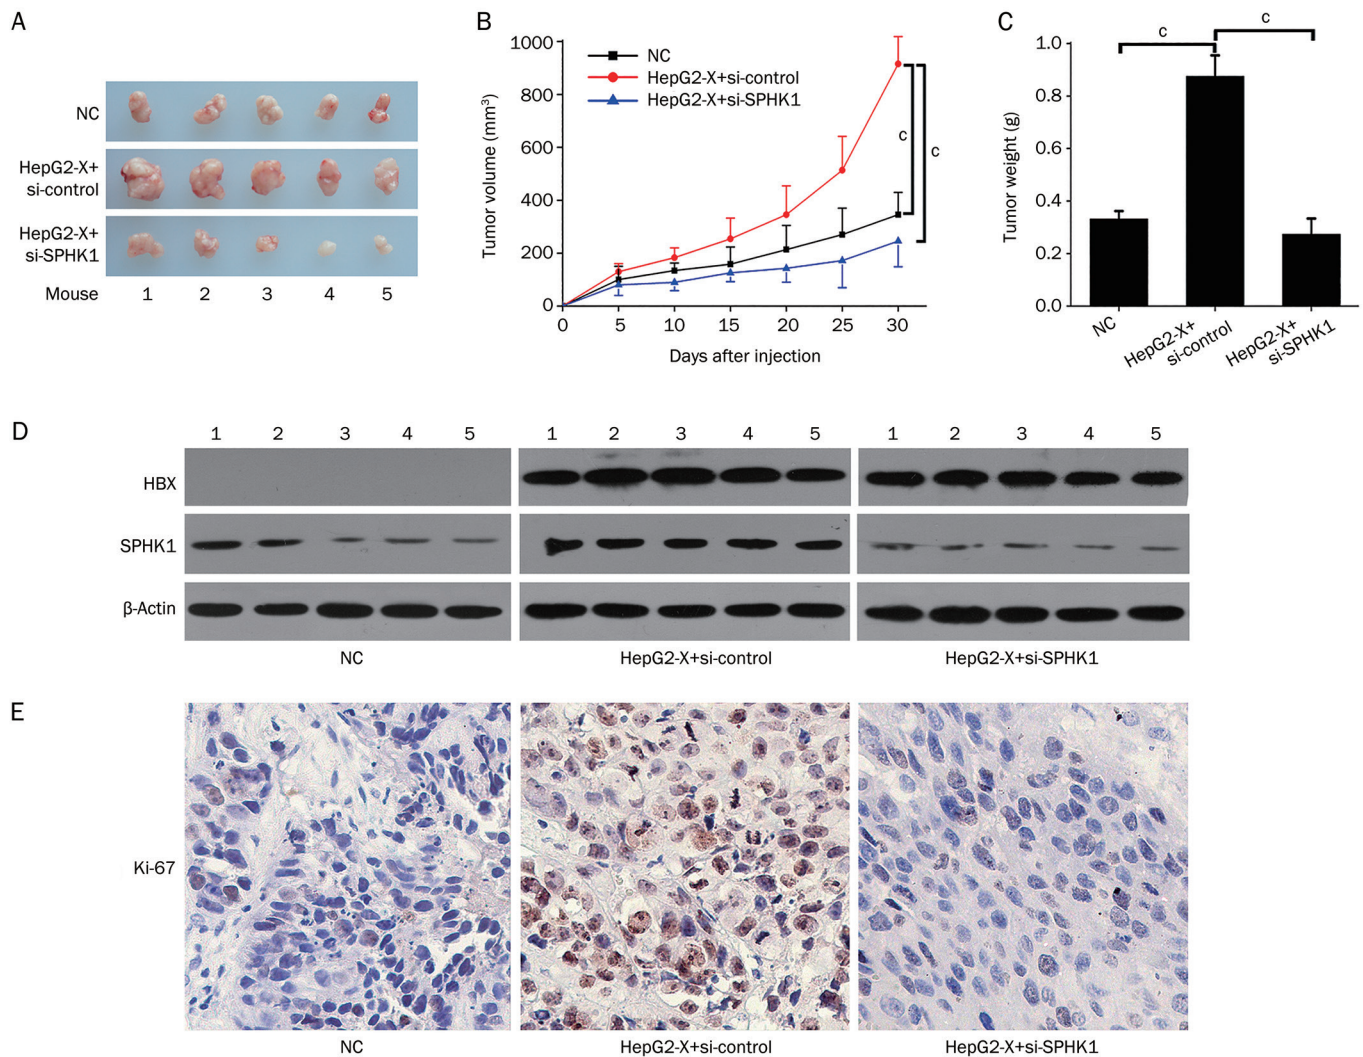 A
NC
HepG2-X+
si-control
HepG2-X+
si-SPHK1
Mouse 1 2 3 4 5
B
Tumor volume (mm³)
1000
800
600
400
200
0
NC
HepG2-X+si-control
HepG2-X+si-SPHK1
c
c
0 5 10 15 20 25 30
Days after injection
C
Tumor weight (g)
1.0
0.8
0.6
0.4
0.2
0.0
c
c
NC
HepG2-X+
si-control
HepG2-X+
si-SPHK1
D
1 2 3 4 5 1 2 3 4 5 1 2 3 4 5
HBX
SPHK1
β-Actin
NC HepG2-X+si-control HepG2-X+si-SPHK1
E
Ki-67
NC HepG2-X+si-control HepG2-X+si-SPHK1